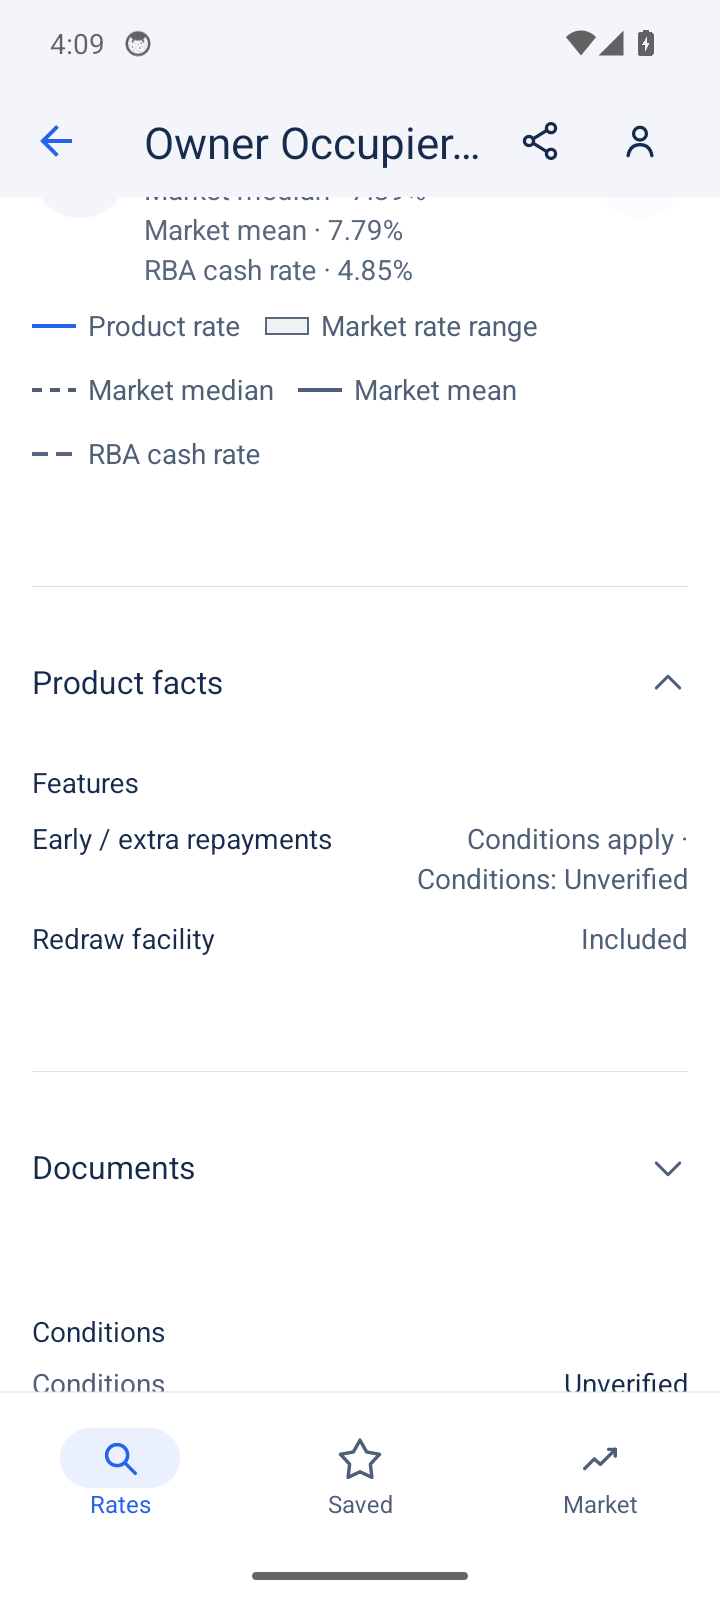 4:09
Owner Occupier...
Market mean · 7.79%
RBA cash rate · 4.85%
Product rate
Market rate range
Market median
Market mean
RBA cash rate
Product facts
Features
Early / extra repayments
Conditions apply ·
Conditions: Unverified
Redraw facility
Included
Documents
Conditions
Conditions
Unverified
Rates
Saved
Market